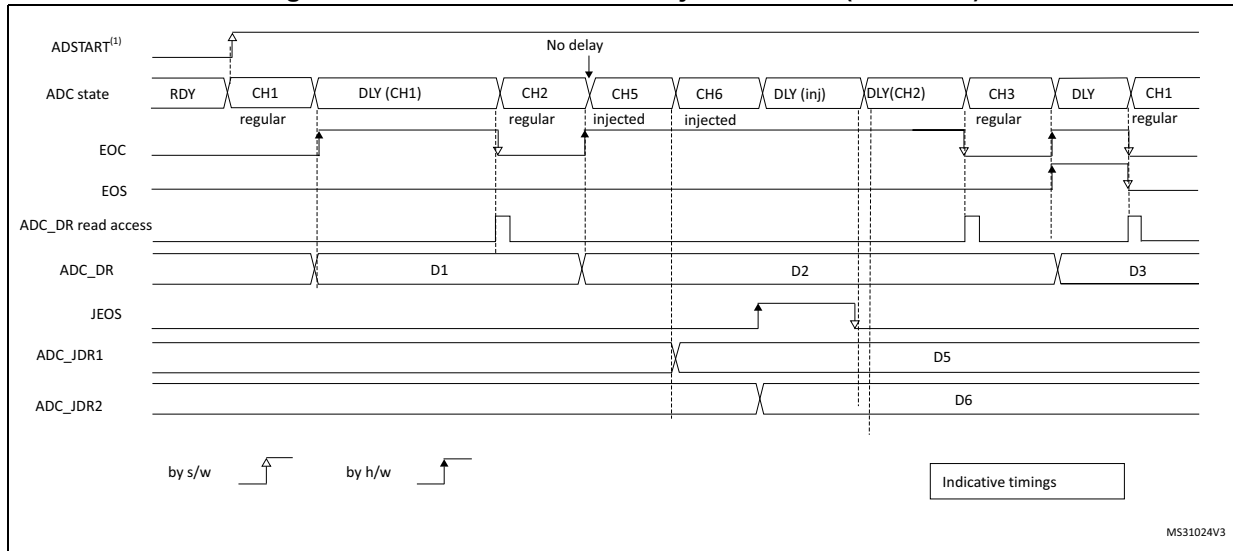 ADSTART(1)
No delay
ADC state
RDY
CH1
DLY (CH1)
CH2
CH5
CH6
DLY (inj)
DLY(CH2)
CH3
DLY
CH1
regular
regular
injected
injected
regular
regular
EOC
EOS
ADC_DR read access
ADC_DR
D1
D2
D3
JEOS
ADC_JDR1
D5
ADC_JDR2
D6
by s/w
by h/w
Indicative timings
MS31024V3